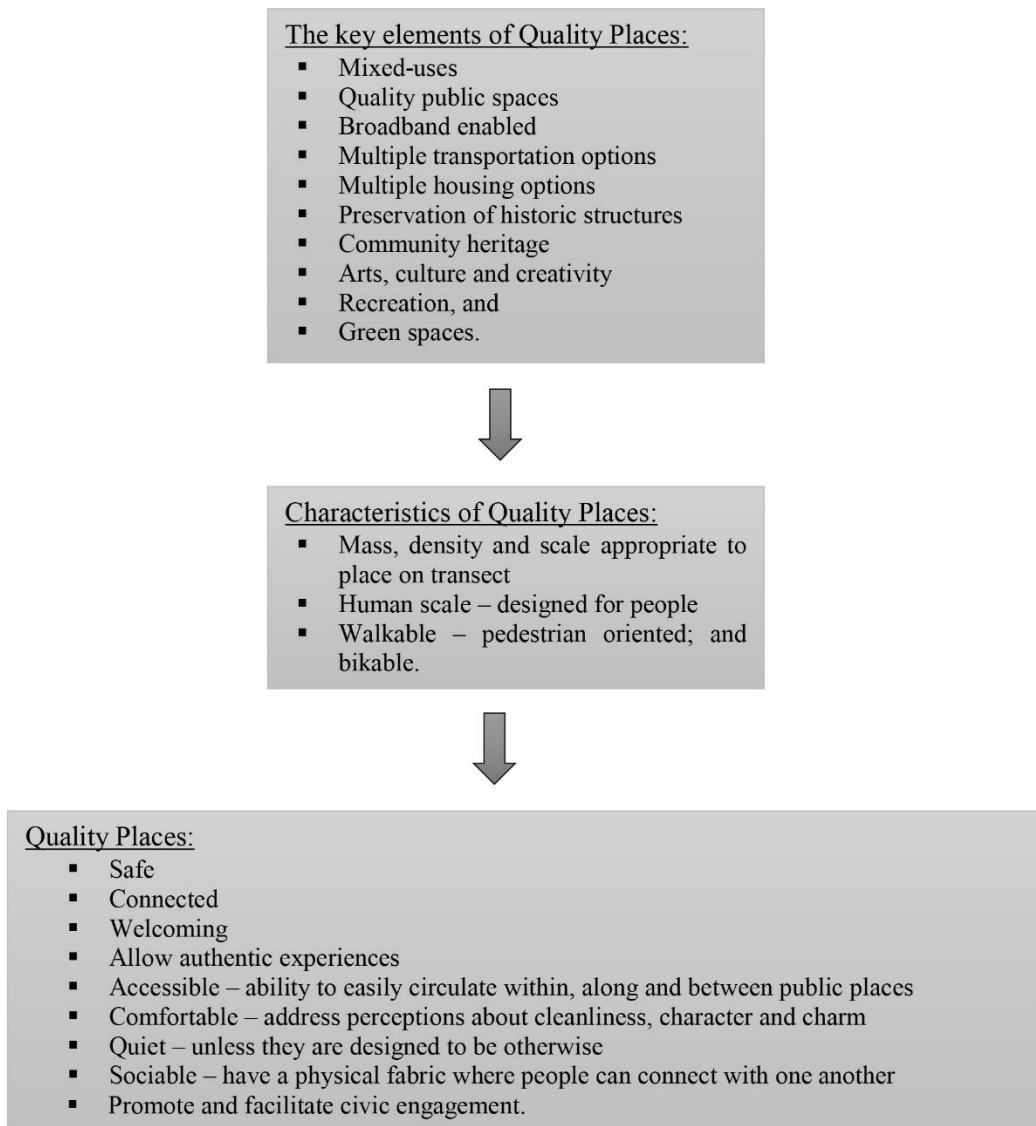 The key elements of Quality Places:
▪ Mixed-uses
▪ Quality public spaces
▪ Broadband enabled
▪ Multiple transportation options
▪ Multiple housing options
▪ Preservation of historic structures
▪ Community heritage
▪ Arts, culture and creativity
▪ Recreation, and
▪ Green spaces.
Characteristics of Quality Places:
▪ Mass, density and scale appropriate to
place on transect
▪ Human scale – designed for people
▪ Walkable – pedestrian oriented; and
bikable.
Quality Places:
▪ Safe
▪ Connected
▪ Welcoming
▪ Allow authentic experiences
▪ Accessible – ability to easily circulate within, along and between public places
▪ Comfortable – address perceptions about cleanliness, character and charm
▪ Quiet – unless they are designed to be otherwise
▪ Sociable – have a physical fabric where people can connect with one another
▪ Promote and facilitate civic engagement.